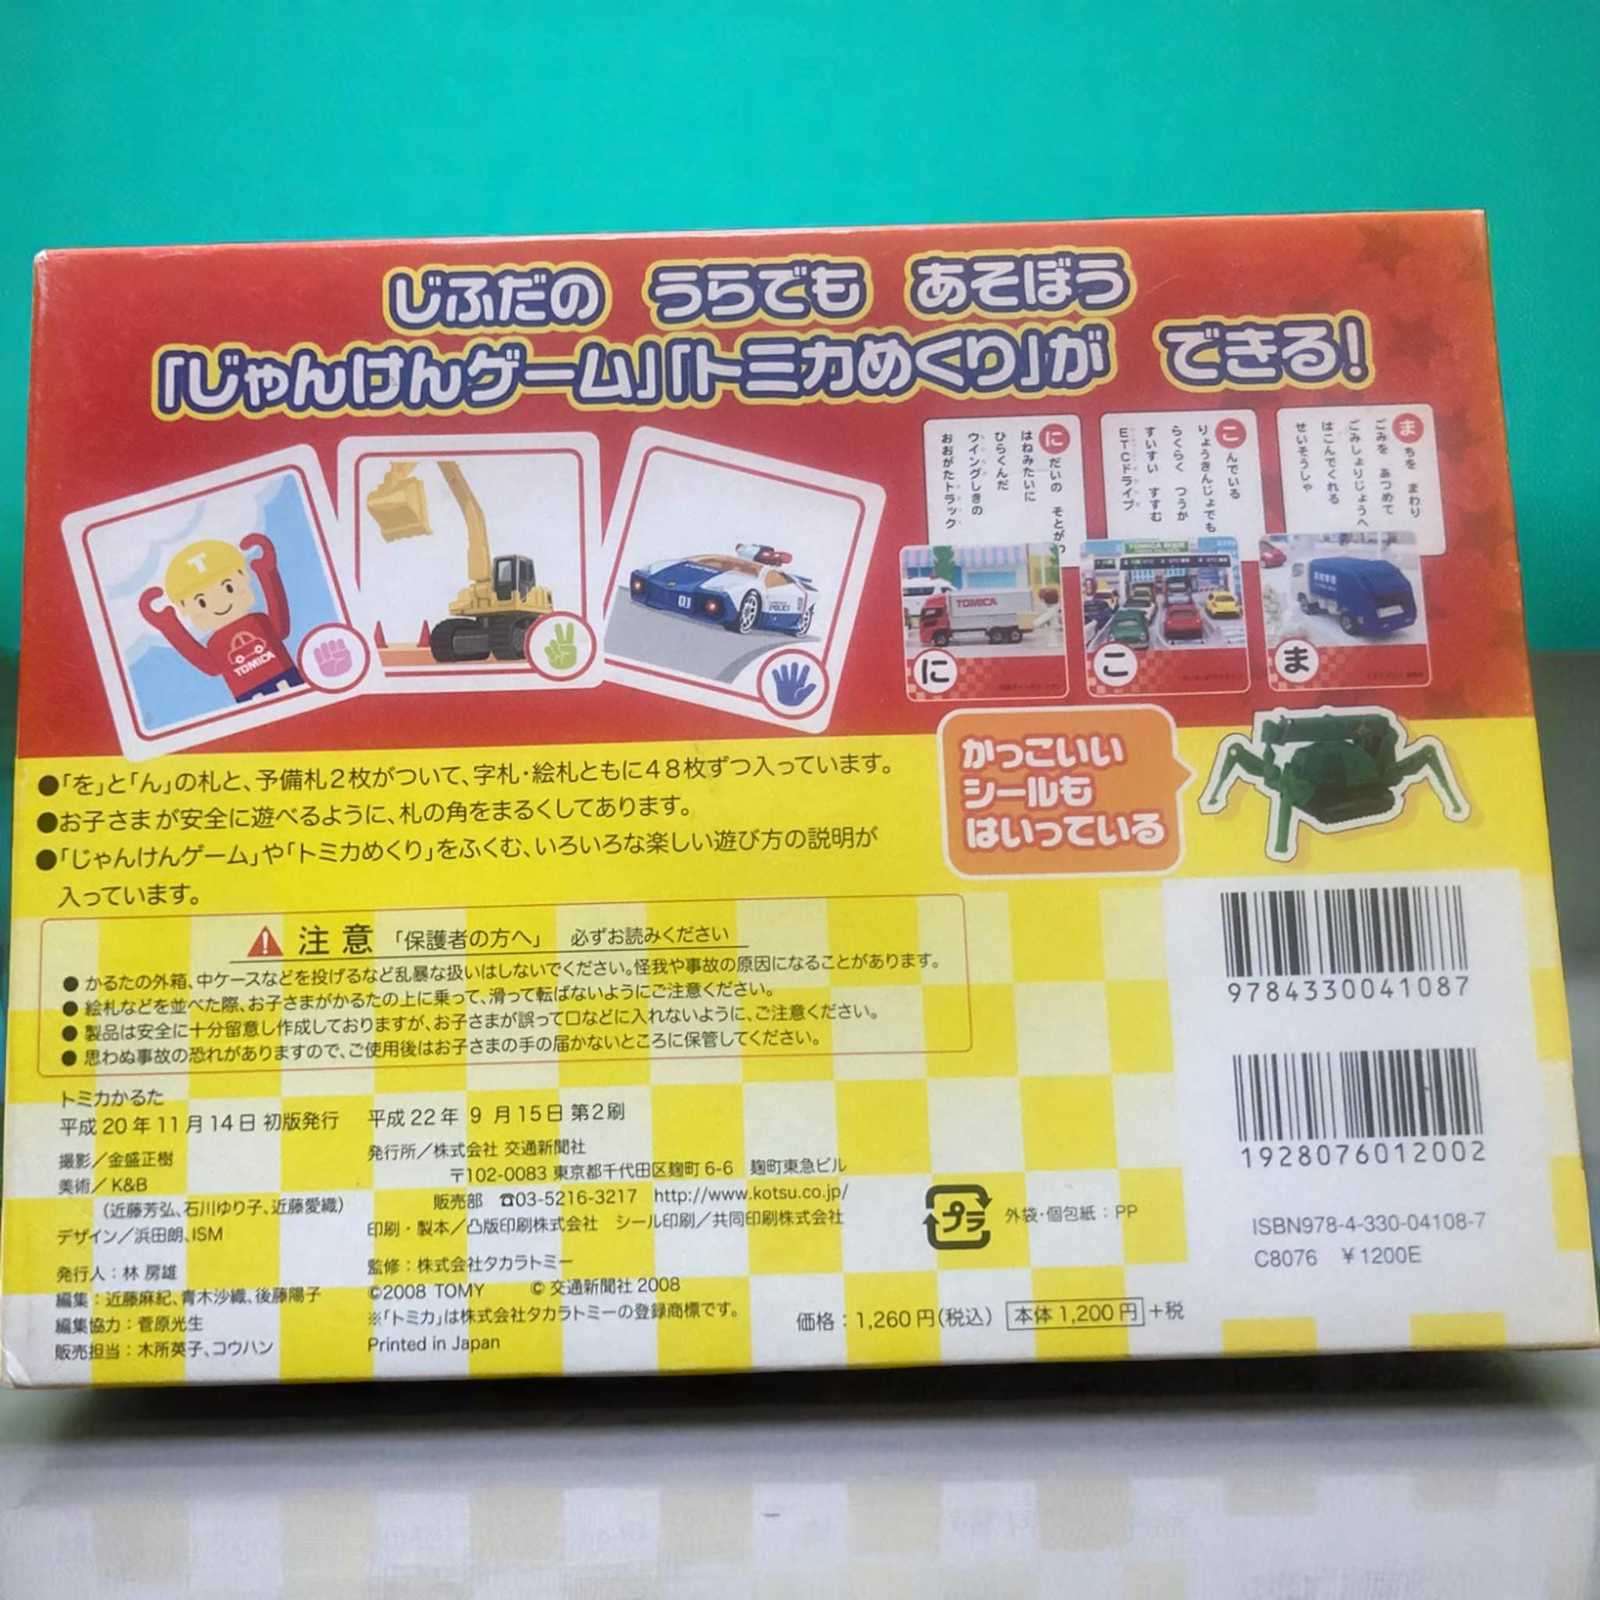 じふだの うらでも あそぼう
「じゃんけんゲーム」「トミカめくり」が できる!
T
TOMICA
01
POLICE
に だいの そとがわ
はねみたいに
ひらくんだ
ウイングしきの
おおがたトラック
こ んでいる
りょうきんじょでも
らくらく つうか
すいすい すすむ
ETCドライブ
ま ちを まわり
ごみを あつめて
ごみしょりじょうへ
はこんでくれる
せいそうしゃ
TOMICA
に
こ
ま
かっこいい
シールも
はいっている
●「を」と「ん」の札と、予備札2枚がついて、字札・絵札ともに48枚ずつ入っています。
●お子さまが安全に遊べるように、札の角をまるくしてあります。
●「じゃんけんゲーム」や「トミカめくり」をふくむ、いろいろな楽しい遊び方の説明が
入っています。
注意 「保護者の方へ」 必ずお読みください
● かるたの外箱、中ケースなどを投げるなど乱暴な扱いはしないでください。怪我や事故の原因になることがあります。
● 絵札などを並べた際、お子さまがかるたの上に乗って、滑って転ばないようにご注意ください。
● 製品は安全に十分留意し作成しておりますが、お子さまが誤って口などに入れないように、ご注意ください。
● 思わぬ事故の恐れがありますので、ご使用後はお子さまの手の届かないところに保管してください。
トミカかるた
平成20年11月14日 初版発行 平成22年 9月15日 第2刷
撮影/金盛正樹
美術/K&B
(近藤芳弘、石川ゆり子、近藤愛織)
デザイン/浜田朗、ISM
発行人:林 房雄
編集:近藤麻紀、青木沙織、後藤陽子
編集協力:菅原光生
販売担当:木所英子、コウハン
発行所/株式会社 交通新聞社
〒102-0083 東京都千代田区麹町6-6 麹町東急ビル
販売部 ☎03-5216-3217 http://www.kotsu.co.jp/
印刷・製本/凸版印刷株式会社 シール印刷/共同印刷株式会社
監修:株式会社タカラトミー
©2008 TOMY ©交通新聞社 2008
※「トミカ」は株式会社タカラトミーの登録商標です。
Printed in Japan
プラ
外袋・個包紙:PP
価格:1,260円(税込) 本体1,200円+税
9784330041087
1928076012002
ISBN978-4-330-04108-7
C8076 ¥1200E